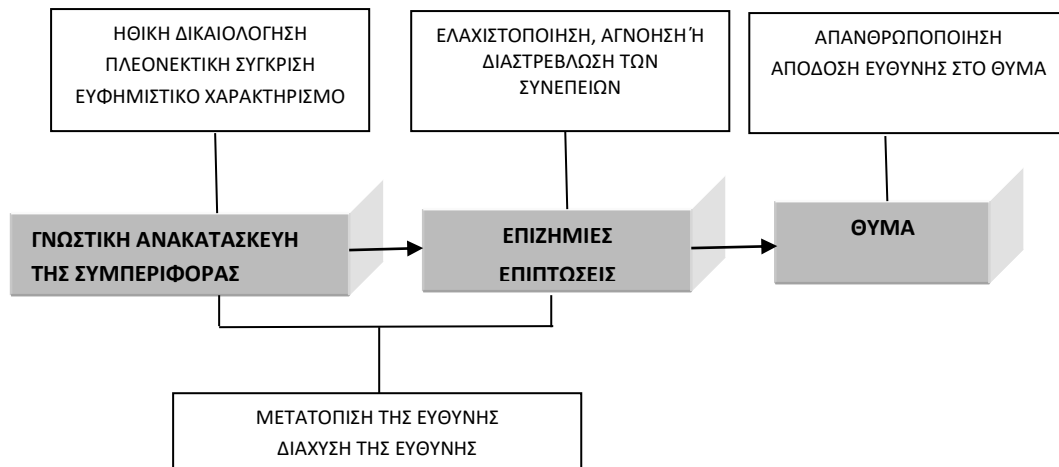 ΗΘΙΚΗ ΔΙΚΑΙΟΛΟΓΗΣΗ
ΠΛΕΟΝΕΚΤΙΚΗ ΣΥΓΚΡΙΣΗ
ΕΥΦΗΜΙΣΤΙΚΟ ΧΑΡΑΚΤΗΡΙΣΜΟ
ΕΛΑΧΙΣΤΟΠΟΙΗΣΗ, ΑΓΝΟΗΣΗ Ή
ΔΙΑΣΤΡΕΒΛΩΣΗ ΤΩΝ
ΣΥΝΕΠΕΙΩΝ
ΑΠΑΝΘΡΩΠΟΠΟΙΗΣΗ
ΑΠΟΔΟΣΗ ΕΥΘΥΝΗΣ ΣΤΟ ΘΥΜΑ
ΓΝΩΣΤΙΚΗ ΑΝΑΚΑΤΑΣΚΕΥΗ
ΤΗΣ ΣΥΜΠΕΡΙΦΟΡΑΣ
ΕΠΙΖΗΜΙΕΣ
ΕΠΙΠΤΩΣΕΙΣ
ΘΥΜΑ
ΜΕΤΑΤΟΠΙΣΗ ΤΗΣ ΕΥΘΥΝΗΣ
ΔΙΑΧΥΣΗ ΤΗΣ ΕΥΘΥΝΗΣ